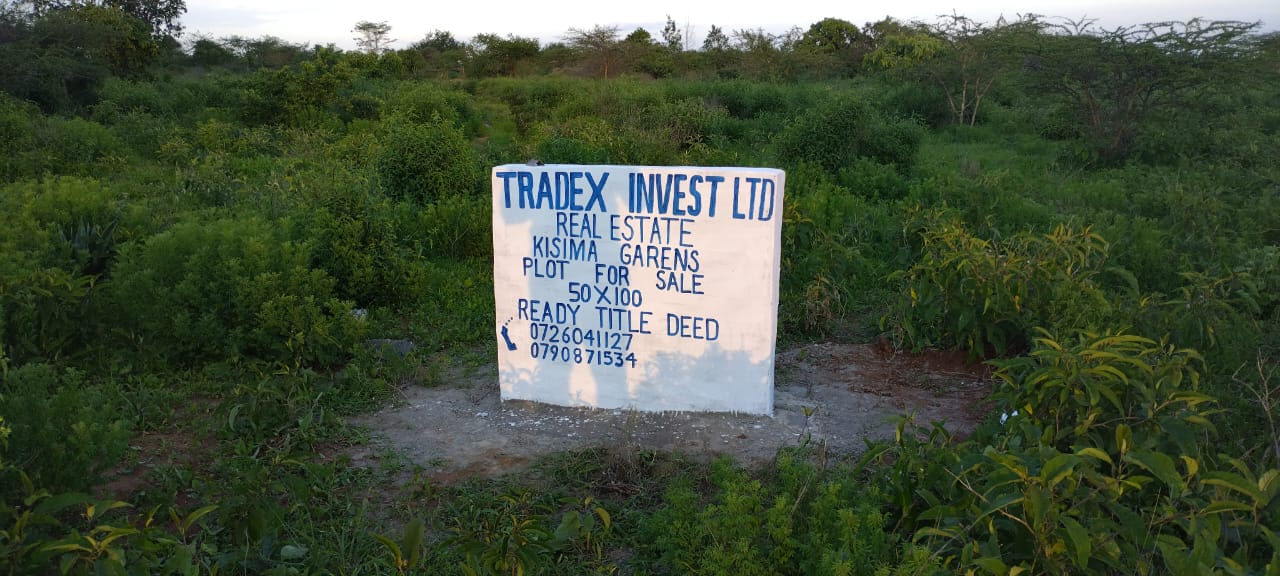 TRADEX INVEST LTD
REAL ESTATE
KISIMA GARENS
PLOT FOR SALE
50X100
READY TITLE DEED
0726041127
0790871534